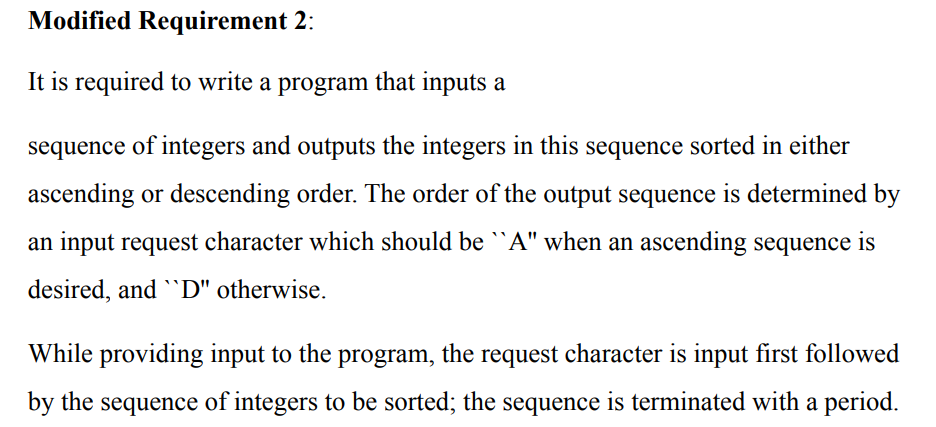 Modified Requirement 2:
It is required to write a program that inputs a
sequence of integers and outputs the integers in this sequence sorted in either
ascending or descending order. The order of the output sequence is determined by
an input request character which should be ``A" when an ascending sequence is
desired, and ``D" otherwise.
While providing input to the program, the request character is input first followed
by the sequence of integers to be sorted; the sequence is terminated with a period.